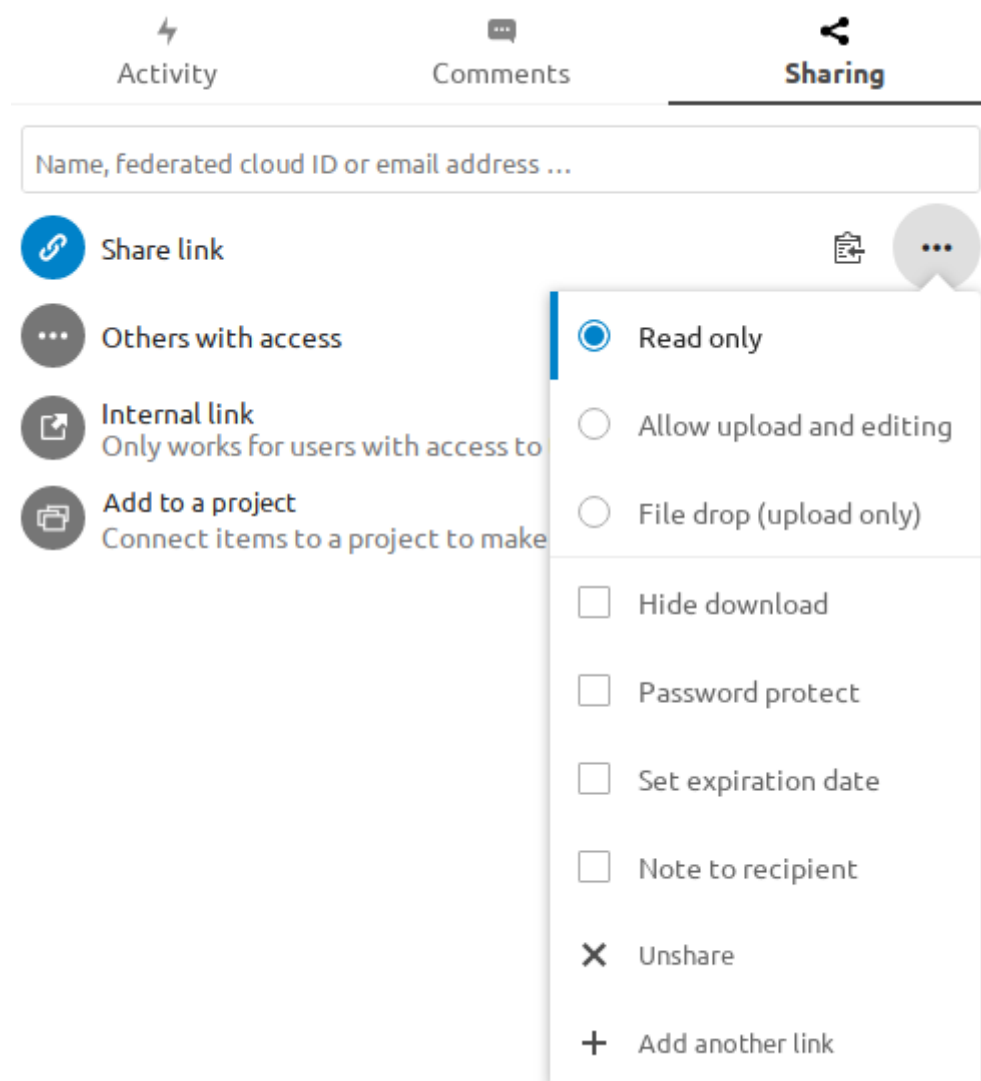 Activity
Comments
Sharing
Name, federated cloud ID or email address …
Share link
Others with access
Internal link
Only works for users with access to
Add to a project
Connect items to a project to make
Read only
Allow upload and editing
File drop (upload only)
Hide download
Password protect
Set expiration date
Note to recipient
Unshare
Add another link